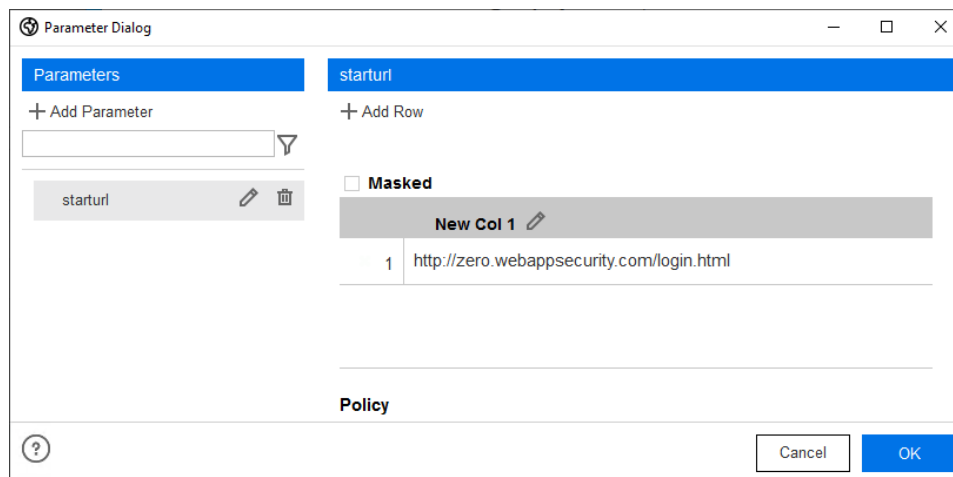 Parameter Dialog
Parameters
Add Parameter
starturl
starturl
Add Row
Masked
New Col 1
1 http://zero.webappsecurity.com/login.html
Policy
?
Cancel OK